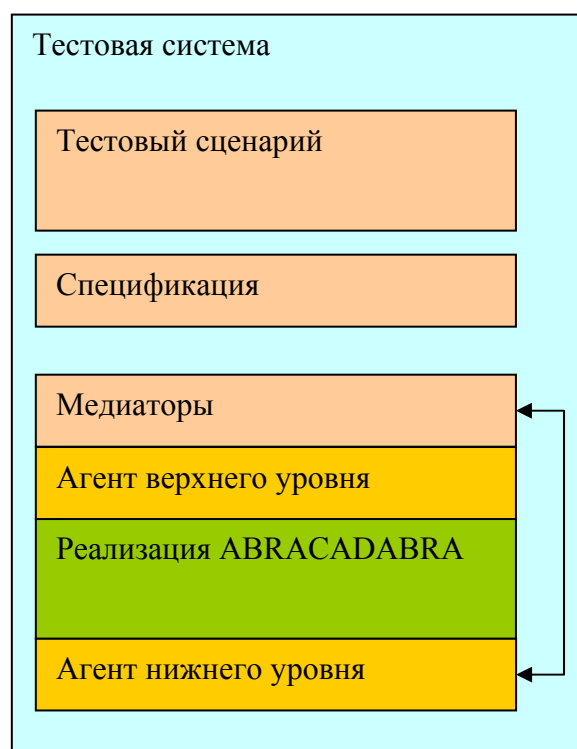 Тестовая система
Тестовый сценарий
Спецификация
Медиаторы
Агент верхнего уровня
Реализация ABRACADABRA
Агент нижнего уровня